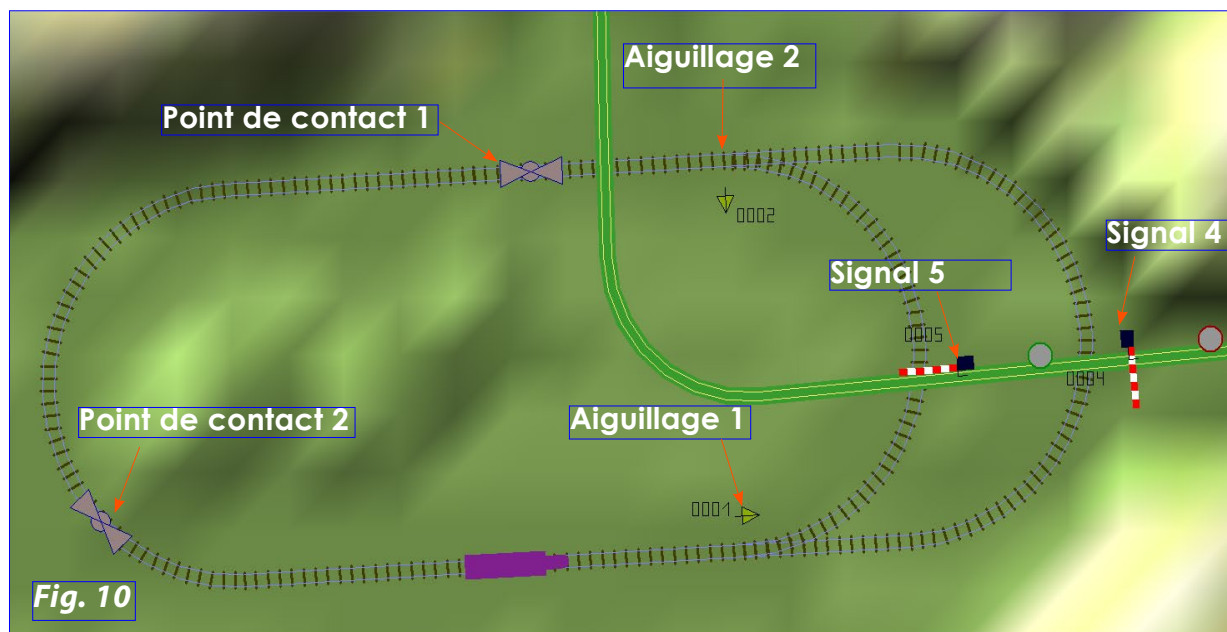 Aiguillage 2
Point de contact 1
0002
Signal 4
Signal 5
0005
0004
Point de contact 2
Aiguillage 1
0001
Fig. 10